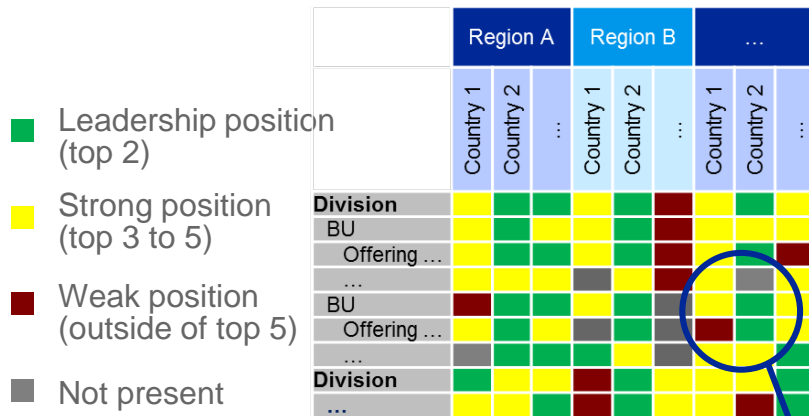 Region A Region B …
Country 1 Country 2 … Country 1 Country 2 … Country 1 Country 2 …
Leadership position
(top 2)
Strong position
(top 3 to 5)
Weak position
(outside of top 5)
Not present
Division
BU
Offering …
…
BU
Offering …
…
Division
…